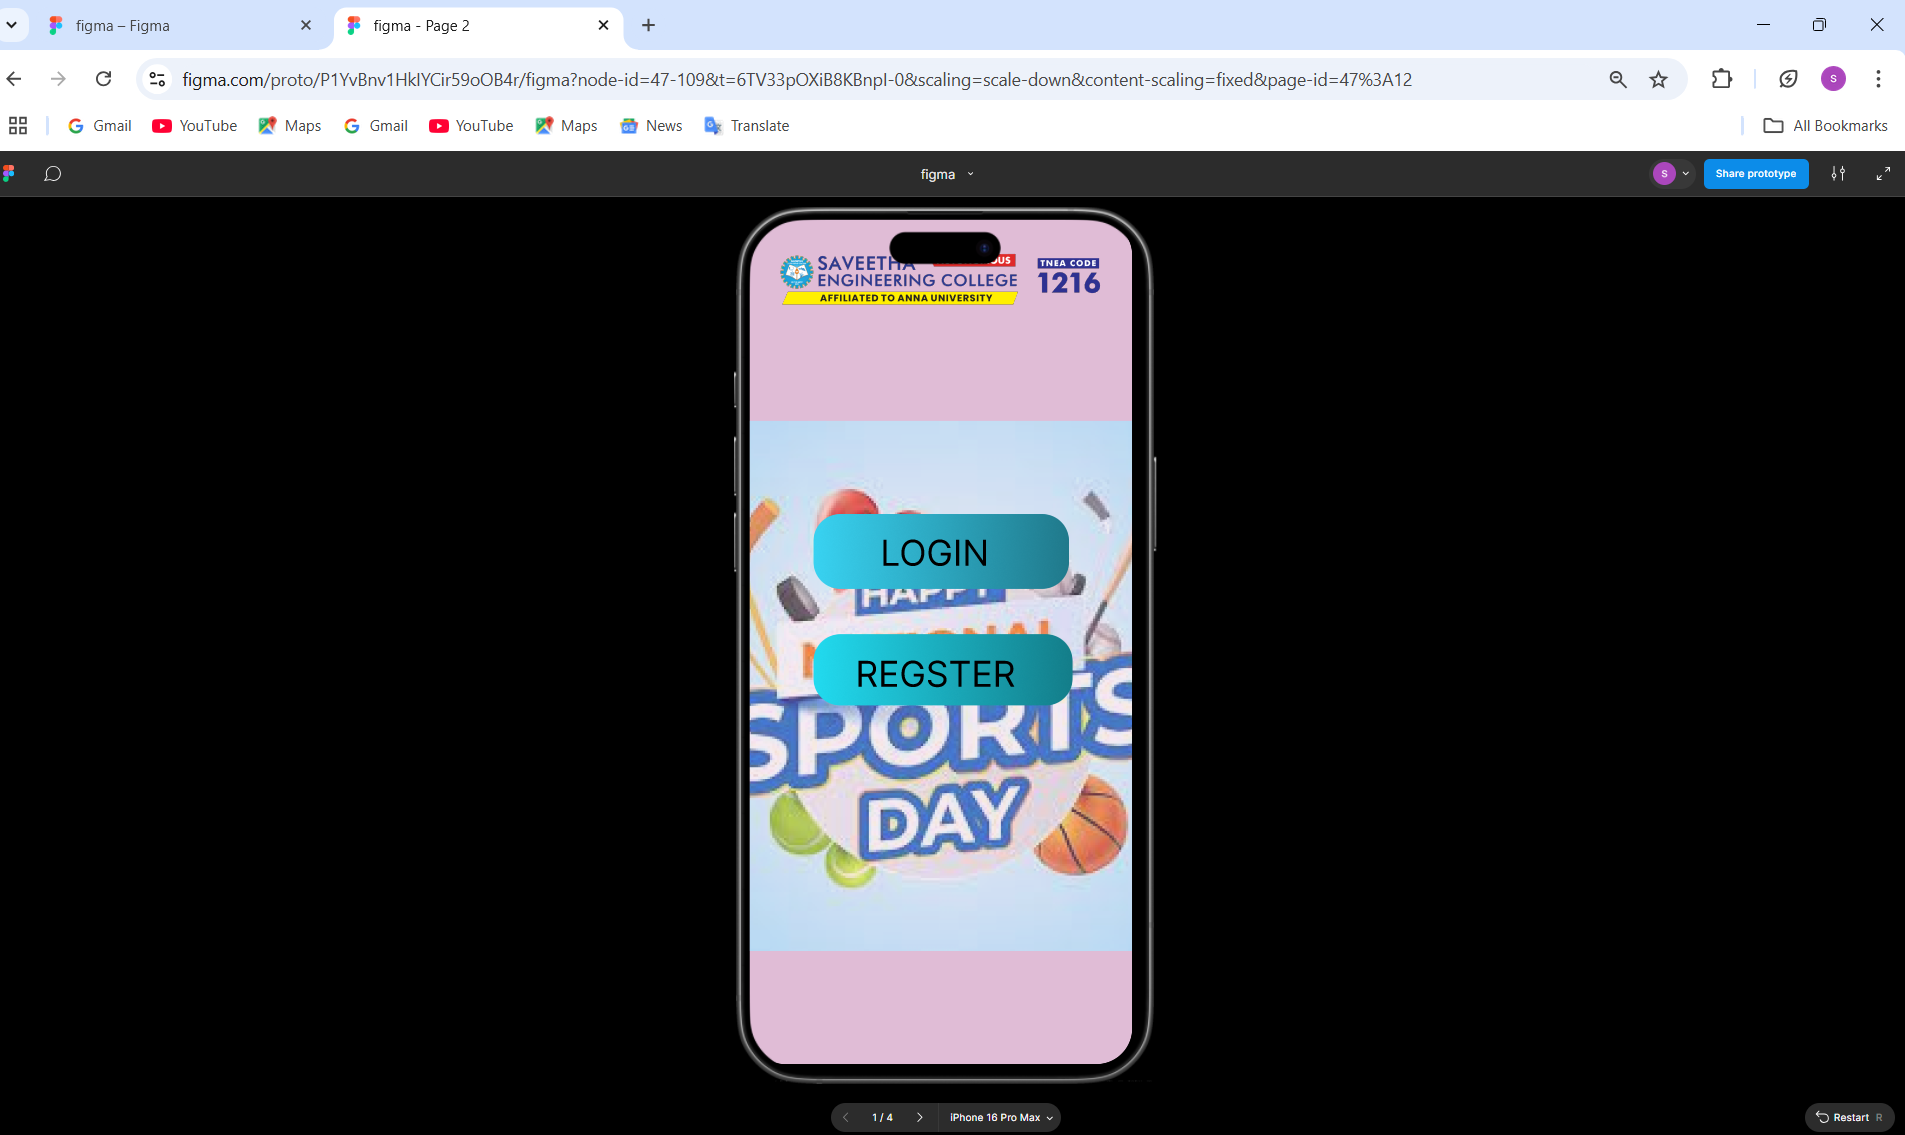 figma – Figma
figma - Page 2
figma.com/proto/P1YvBnv1HkIYCir59oOB4r/figma?node-id=47-109&t=6TV33pOXiB8KBnpI-0&scaling=scale-down&content-scaling=fixed&page-id=47%3A12
S
Gmail
YouTube
Maps
Gmail
YouTube
Maps
News
Translate
All Bookmarks
figma
S
Share prototype
SAVEETHA
ENGINEERING COLLEGE
AFFILIATED TO ANNA UNIVERSITY
TNEA CODE
1216
LOGIN
HAPPY
REGSTER
SPORTS
DAY
1 / 4
iPhone 16 Pro Max
Restart R